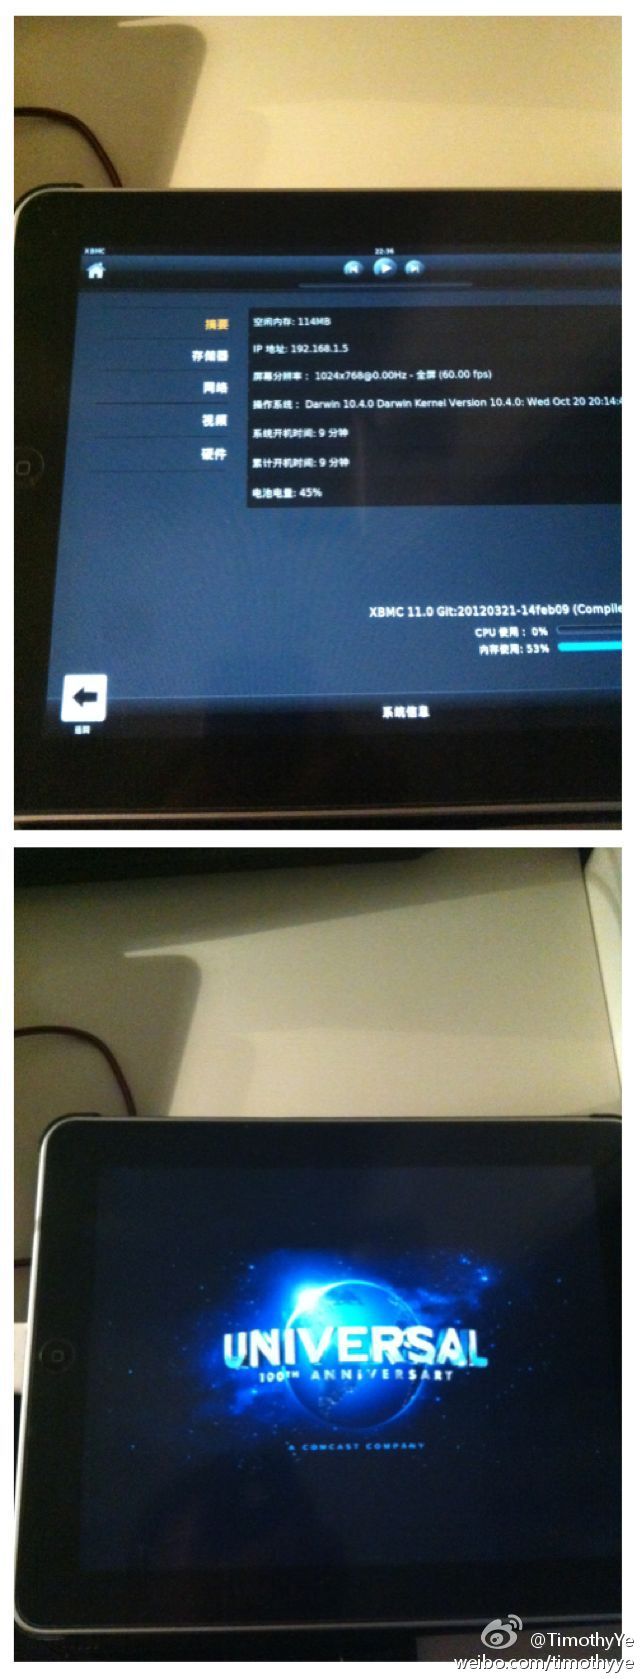 XBMC
22:36
摘要
存储器
网络
视频
硬件
空闲内存: 114MB
IP 地址: 192.168.1.5
屏幕分辨率： 1024x768@0.00Hz - 全屏 (60.00 fps)
操作系统： Darwin 10.4.0 Darwin Kernel Version 10.4.0: Wed Oct 20 20:14:4
系统开机时间: 9 分钟
累计开机时间: 9 分钟
电池电量: 45%
XBMC 11.0 Git:20120321-14feb09 (Compile
CPU 使用： 0%
内存使用: 53%
返回
系统信息
UNIVERSAL
100TH ANNIVERSARY
A COMCAST COMPANY
@TimothyYe
weibo.com/timothyye